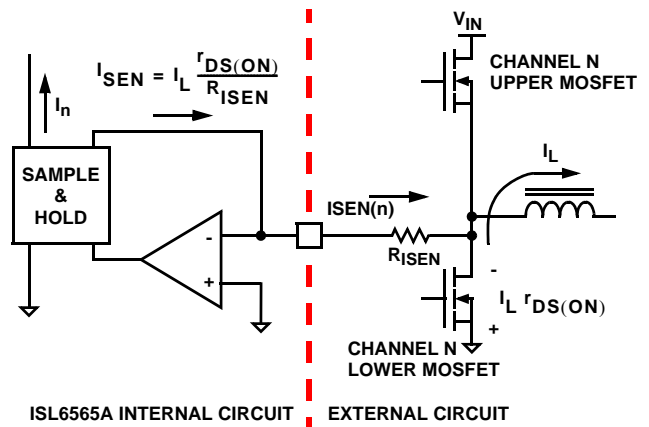 V_IN
CHANNEL N
UPPER MOSFET
I_SEN = I_L r_DS(ON) / R_ISEN
I_n
SAMPLE
&
HOLD
I_L
ISEN(n)
-
+
R_ISEN
-
I_L r_DS(ON)
+
CHANNEL N
LOWER MOSFET
ISL6565A INTERNAL CIRCUIT
EXTERNAL CIRCUIT